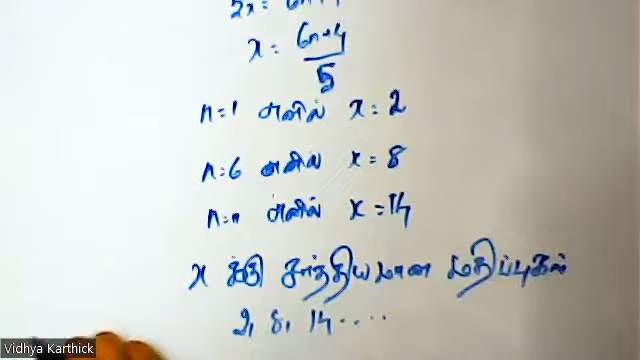 x = 6n+4
5
n=1 எனில் x = 2
n=6 எனில் x = 8
n=11 எனில் x = 14
x க்கு சாத்தியமான மதிப்புகள்
2, 8, 14 ....
Vidhya Karthick